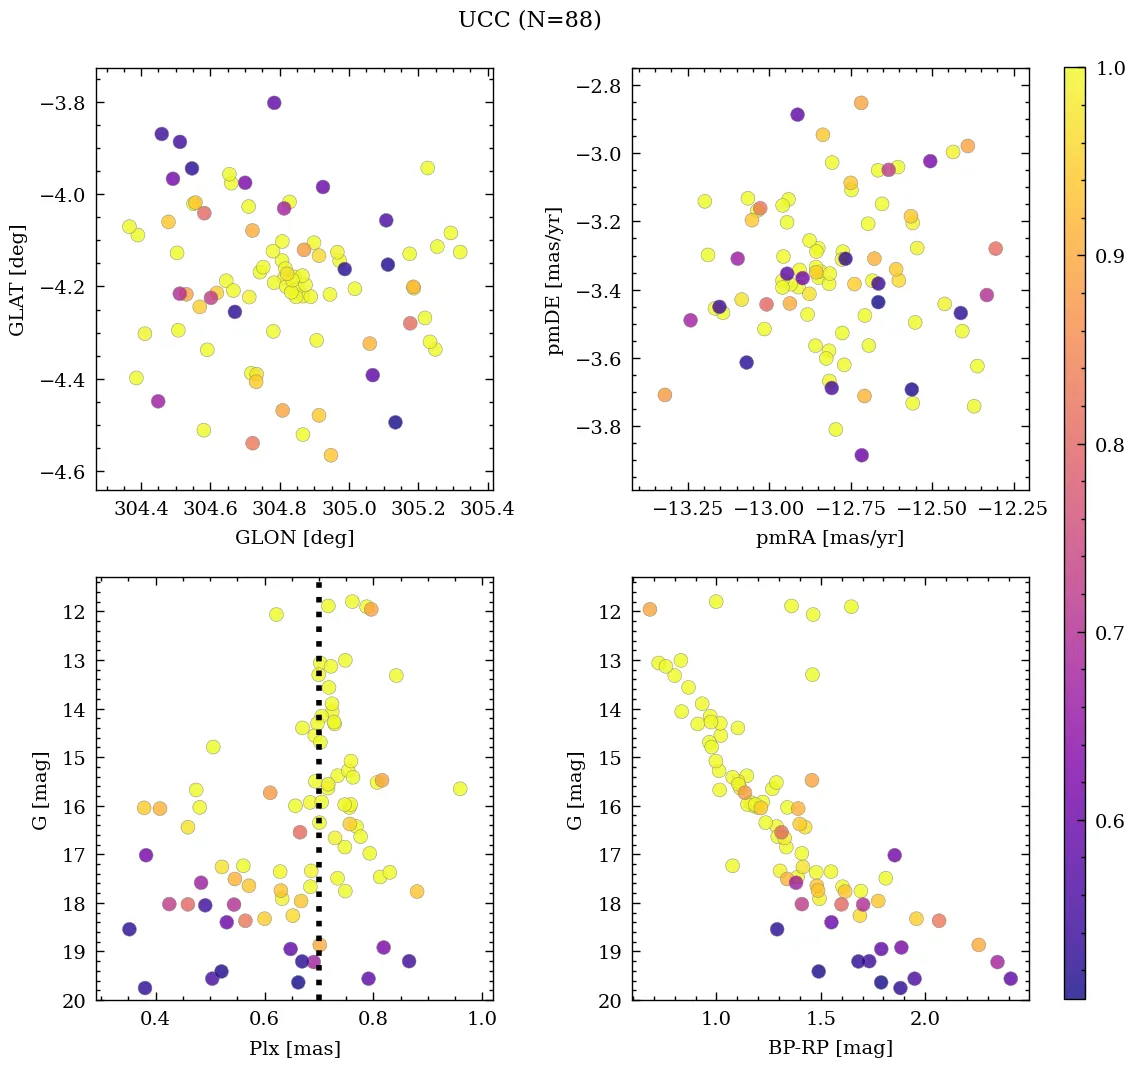 UCC (N=88)
−3.8
−4.0
−4.2
−4.4
−4.6
GLAT [deg]
304.4 304.6 304.8 305.0 305.2 305.4
GLON [deg]
−2.8
−3.0
−3.2
−3.4
−3.6
−3.8
pmDE [mas/yr]
−13.25 −13.00 −12.75 −12.50 −12.25
pmRA [mas/yr]
12
13
14
15
16
17
18
19
20
G [mag]
0.4 0.6 0.8 1.0
Plx [mas]
12
13
14
15
16
17
18
19
20
G [mag]
1.0 1.5 2.0
BP-RP [mag]
1.0
0.9
0.8
0.7
0.6